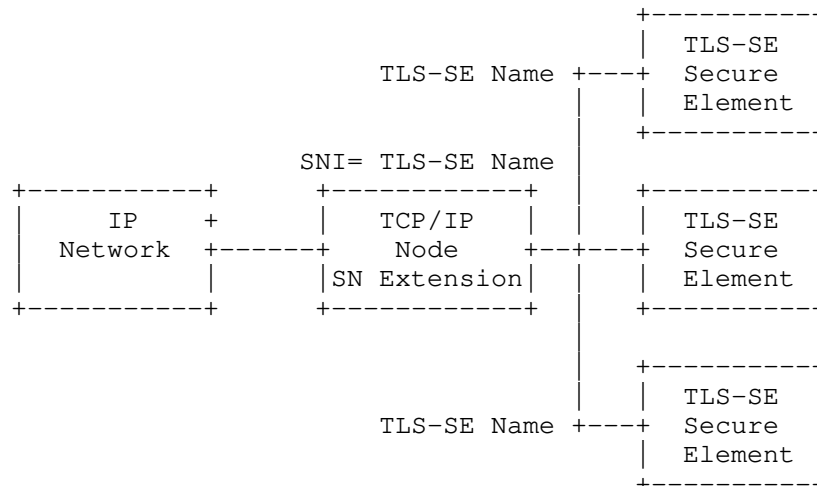 TLS-SE
TLS-SE Name Secure
Element
SNI= TLS-SE Name
IP TCP/IP TLS-SE
Network Node Secure
SN Extension Element
TLS-SE
TLS-SE Name Secure
Element